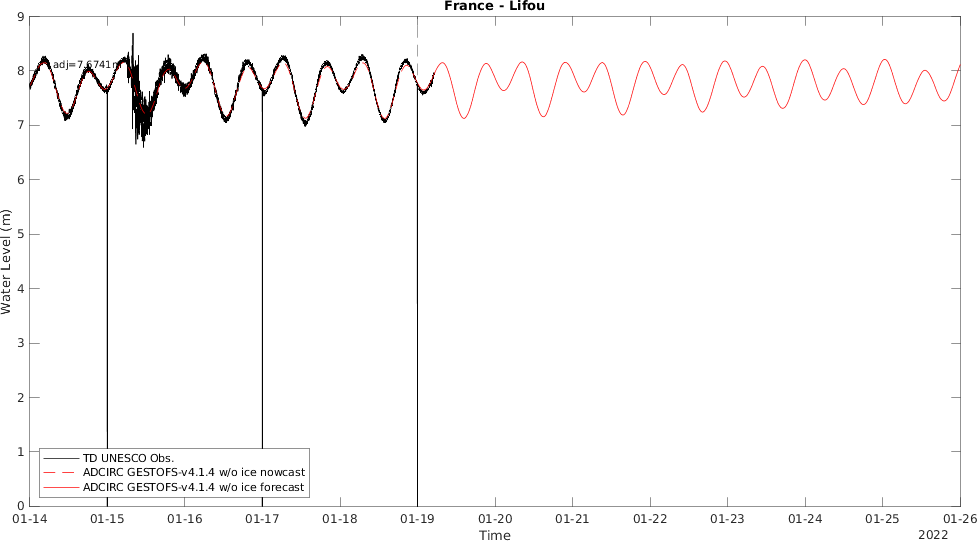 France - Lifou
adj=7.6741m
Water Level (m)
9
8
7
6
5
4
3
2
1
0
TD UNESCO Obs.
ADCIRC GESTOFS-v4.1.4 w/o ice nowcast
ADCIRC GESTOFS-v4.1.4 w/o ice forecast
01-14 01-15 01-16 01-17 01-18 01-19 01-20 01-21 01-22 01-23 01-24 01-25 01-26
Time
2022